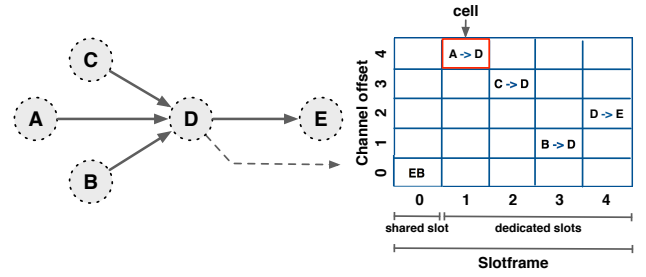 C
A
D
E
B
cell
Channel offset
4
A -> D
3
C -> D
2
D -> E
1
B -> D
0
EB
0 1 2 3 4
shared slot
dedicated slots
Slotframe